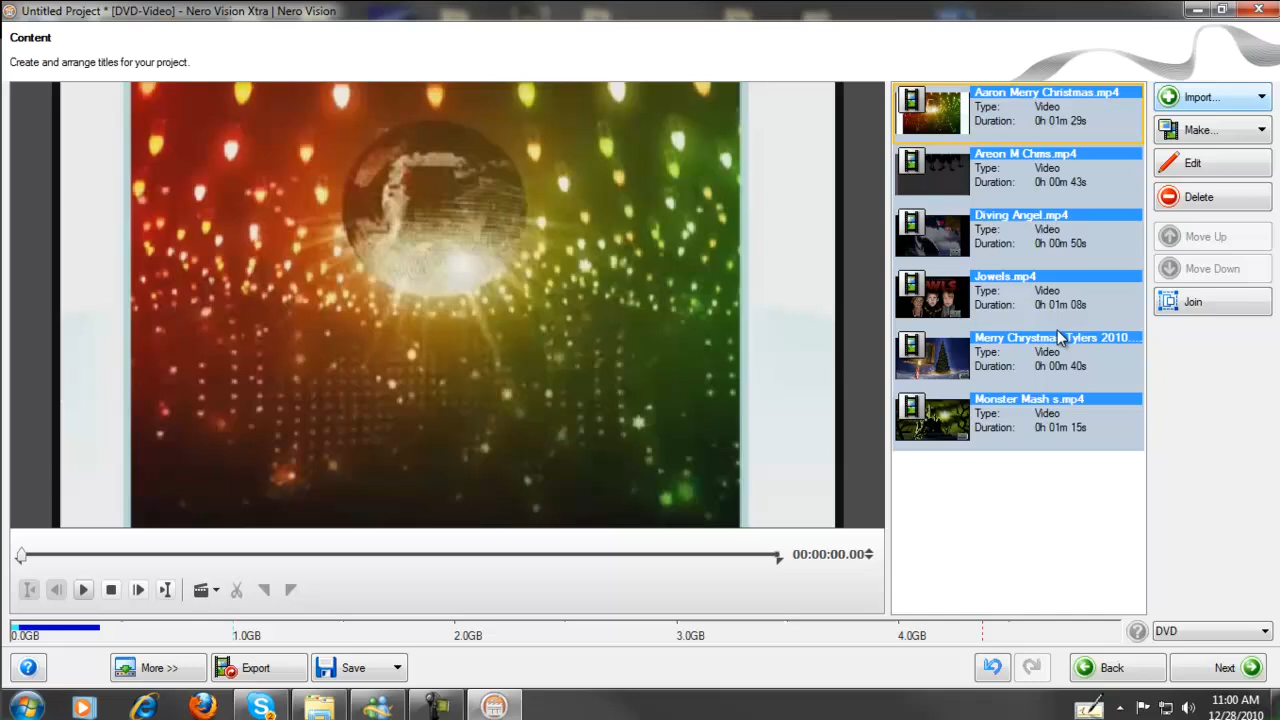 Untitled Project * [DVD-Video] - Nero Vision Xtra | Nero Vision
Content
Create and arrange titles for your project.
Aaron Merry Christmas.mp4
Type: Video
Duration: 0h 01m 29s
Areon M Chms.mp4
Type: Video
Duration: 0h 00m 43s
Diving Angel.mp4
Type: Video
Duration: 0h 00m 50s
Jowels.mp4
Type: Video
Duration: 0h 01m 08s
Merry Chrystmas Tylers 2010....
Type: Video
Duration: 0h 00m 40s
Monster Mash s.mp4
Type: Video
Duration: 0h 01m 15s
Import...
Make...
Edit
Delete
Move Up
Move Down
Join
00:00:00.00
0.0GB 1.0GB 2.0GB 3.0GB 4.0GB
DVD
More >>
Export
Save
Back
Next
11:00 AM
12/28/2010